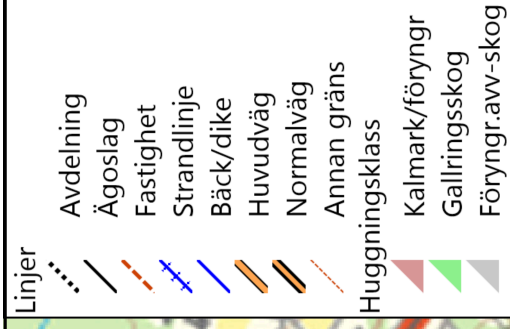 Linjer
Avdelning
Ägoslag
Fastighet
Strandlinje
Bäck/dike
Huvudväg
Normalväg
Annan gräns
Huggningsklass
Kalmark/föryngr
Gallringsskog
Föryngr.avv-skog